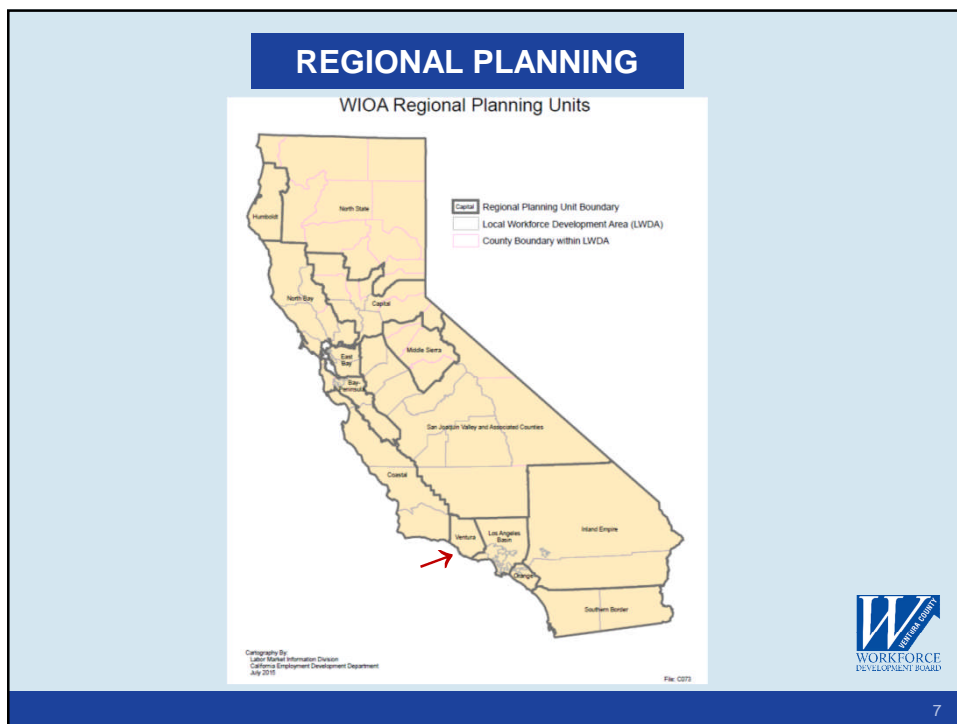 REGIONAL PLANNING
WIOA Regional Planning Units
Capital Regional Planning Unit Boundary
Local Workforce Development Area (LWDA)
County Boundary within LWDA
Humboldt
North State
North Bay
Capital
East
Bay
Middle Sierra
Bay-
Peninsula
San Joaquin Valley and Associated Counties
Coastal
Ventura
Los Angeles
Basin
Inland Empire
Orange
Southern Border
Cartography By:
Labor Market Information Division
California Employment Development Department
July 2015
File: C073
W
VENTURA COUNTY
WORKFORCE
DEVELOPMENT BOARD
7